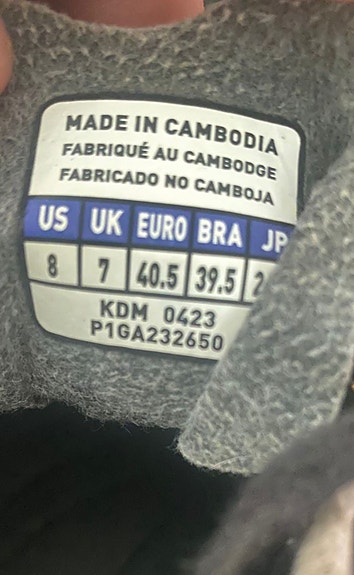 MADE IN CAMBODIA
FABRIQUÉ AU CAMBODGE
FABRICADO NO CAMBOJA
US UK EURO BRA JP
8 7 40.5 39.5 2
KDM 0423
P1GA232650